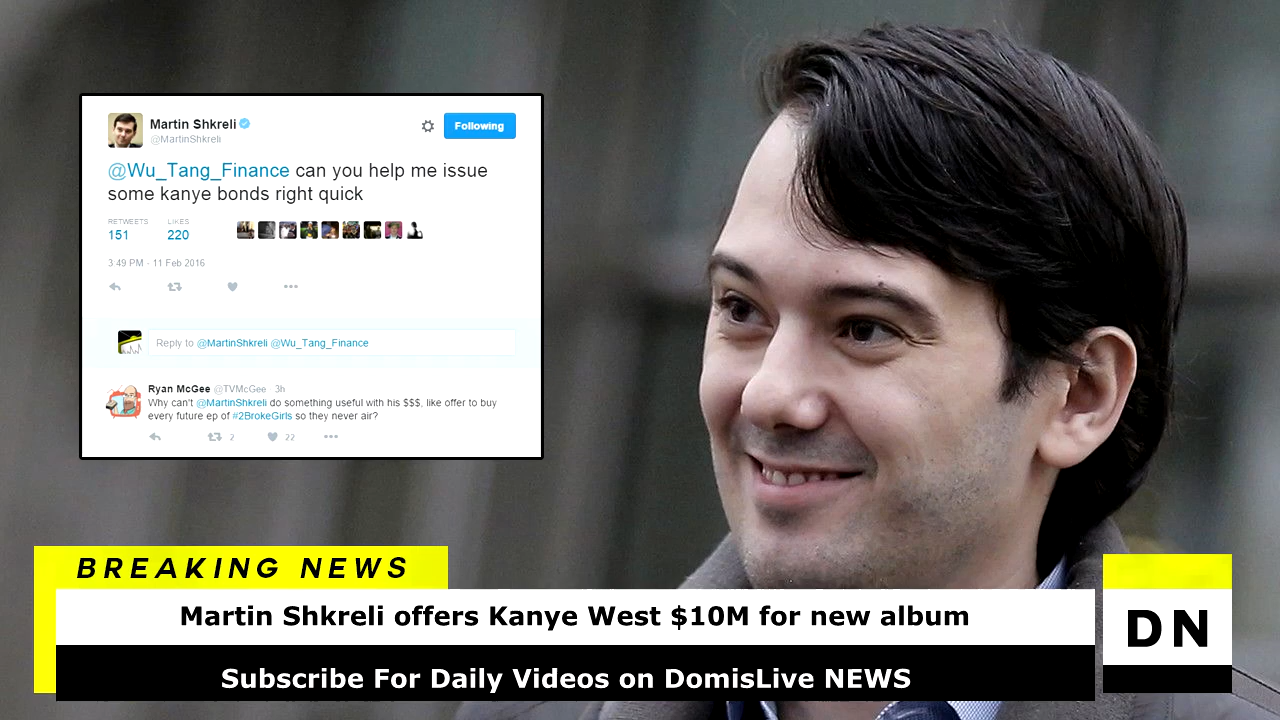 Martin Shkreli
@MartinShkreli
Following
@Wu_Tang_Finance can you help me issue
some kanye bonds right quick
RETWEETS LIKES
151 220
3:49 PM - 11 Feb 2016
Reply to @MartinShkreli @Wu_Tang_Finance
Ryan McGee @TVMcGee · 3h
Why can't @MartinShkreli do something useful with his $$$, like offer to buy
every future ep of #2BrokeGirls so they never air?
2 22
BREAKING NEWS
Martin Shkreli offers Kanye West $10M for new album
Subscribe For Daily Videos on DomisLive NEWS
DN